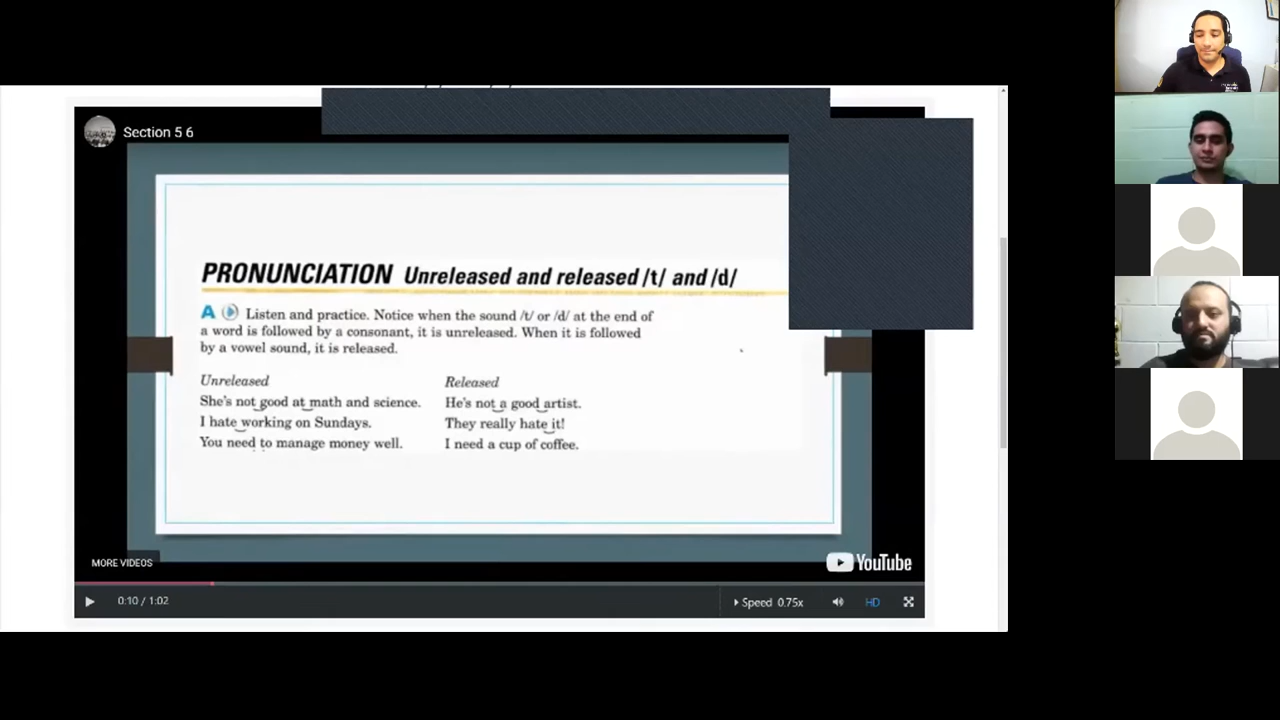 Section 5 6
PRONUNCIATION Unreleased and released /t/ and /d/
A Listen and practice. Notice when the sound /t/ or /d/ at the end of
a word is followed by a consonant, it is unreleased. When it is followed
by a vowel sound, it is released.
Unreleased
She's not good at math and science.
I hate working on Sundays.
You need to manage money well.
Released
He's not a good artist.
They really hate it!
I need a cup of coffee.
MORE VIDEOS
YouTube
0:10 / 1:02
Speed 0.75x
HD